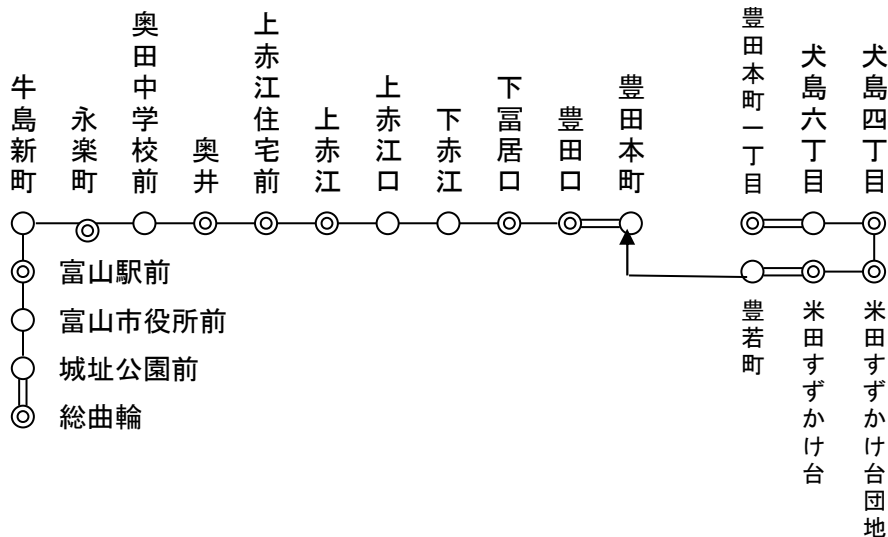 牛島新町
永楽町
奥田中学校前
奥井
上赤江住宅前
上赤江
上赤江口
下赤江
下冨居口
豊田口
豊田本町
豊田本町一丁目
犬島六丁目
犬島四丁目
富山駅前
富山市役所前
城址公園前
総曲輪
豊若町
米田すずかけ台
米田すずかけ台団地